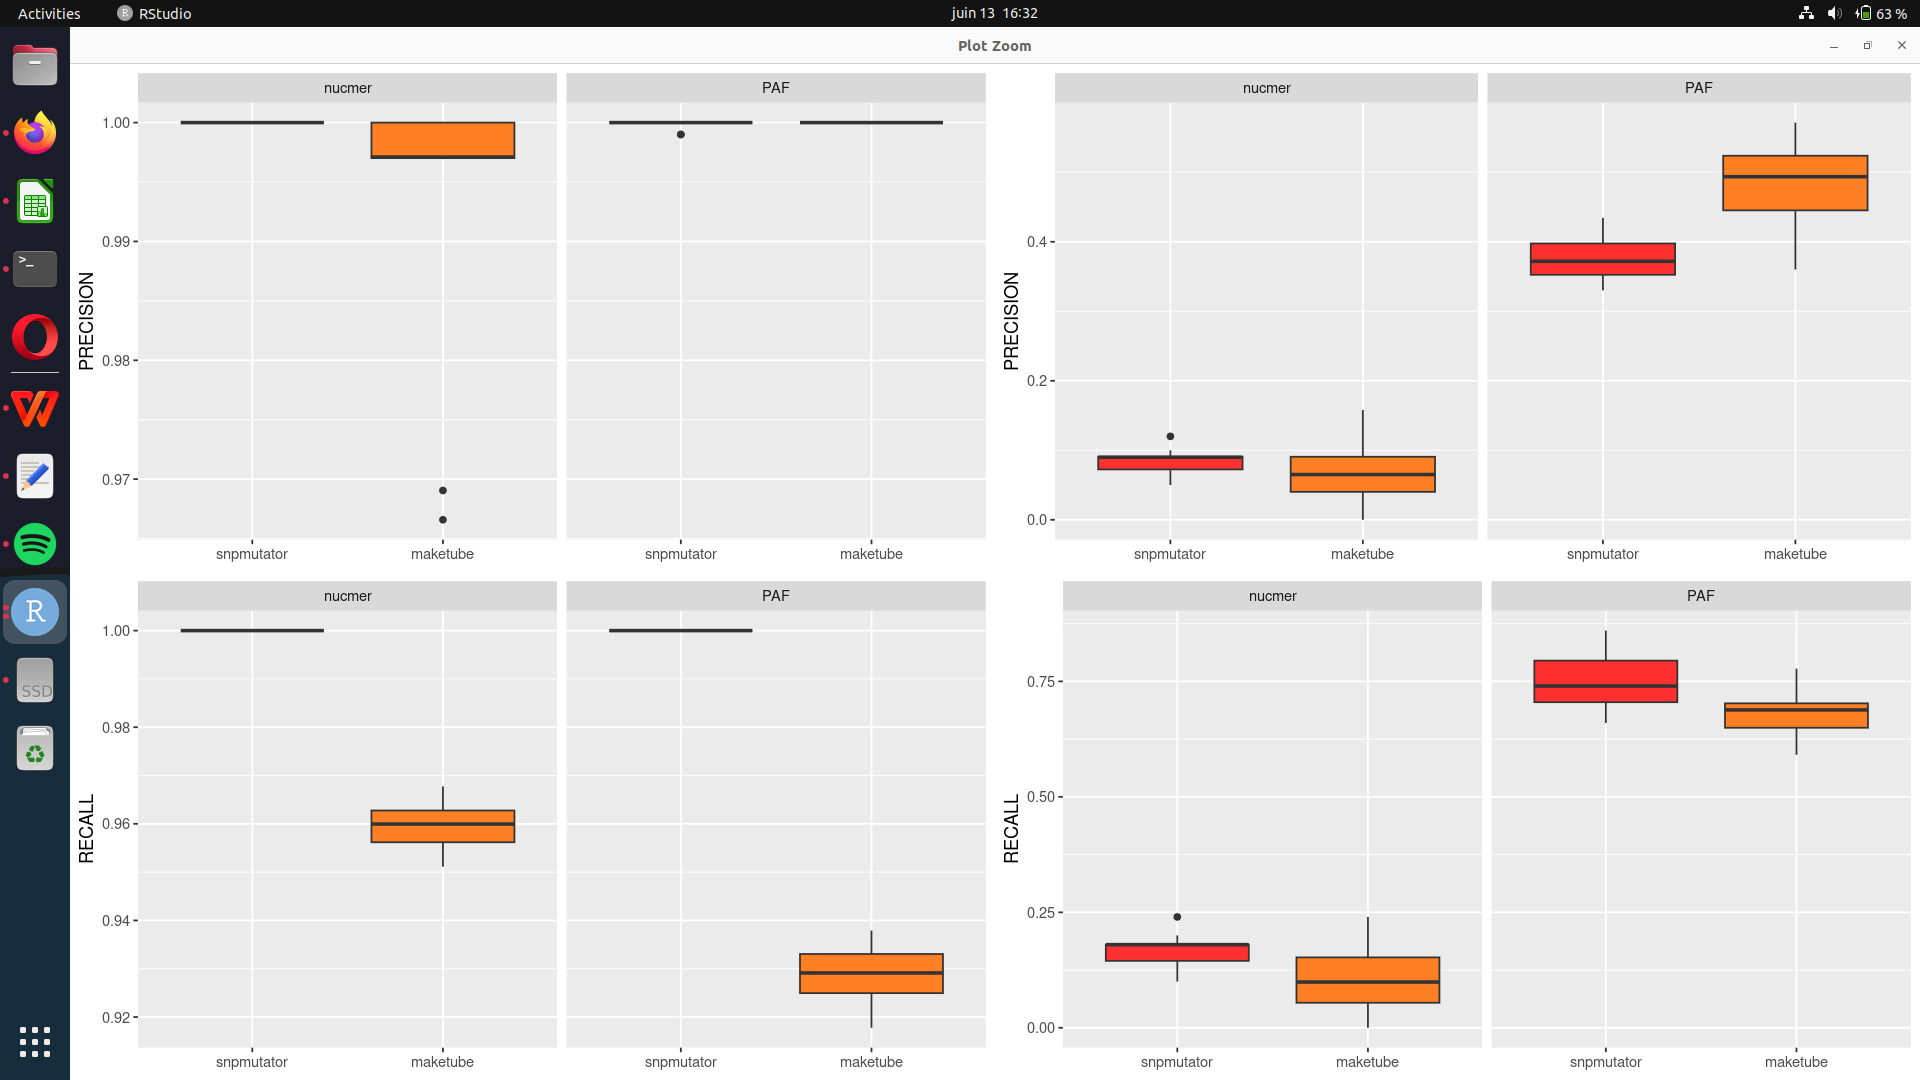 Activities
RStudio
juin 13 16:32
63 %
Plot Zoom
nucmer
PAF
PRECISION
1.00
0.99
0.98
0.97
snpmutator
maketube
snpmutator
maketube
nucmer
PAF
PRECISION
0.4
0.2
0.0
snpmutator
maketube
snpmutator
maketube
nucmer
PAF
RECALL
1.00
0.98
0.96
0.94
0.92
snpmutator
maketube
snpmutator
maketube
nucmer
PAF
RECALL
0.75
0.50
0.25
0.00
snpmutator
maketube
snpmutator
maketube
>_
R
SSD